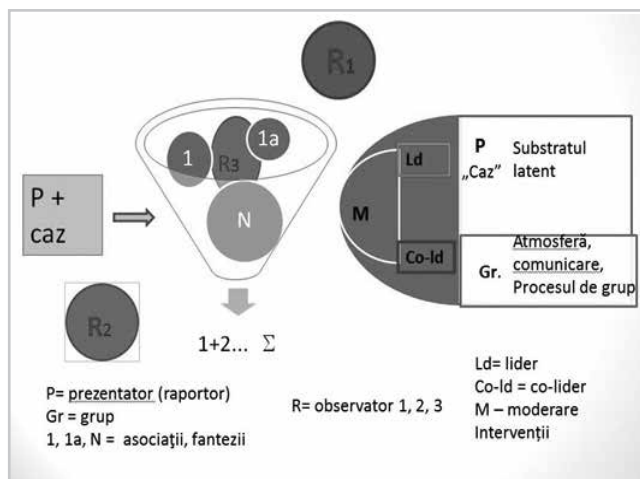 R1
1
1a
R3
N
P +
caz
R2
1+2... Σ
Ld
M
Co-ld
P
„Caz”
Substratul
latent
Gr.
Atmosferă,
comunicare,
Procesul de grup
P= prezentator (raportor)
Gr = grup
1, 1a, N = asociaţii, fantezii
R= observator 1, 2, 3
Ld= lider
Co-ld = co-lider
M – moderare
Intervenţii